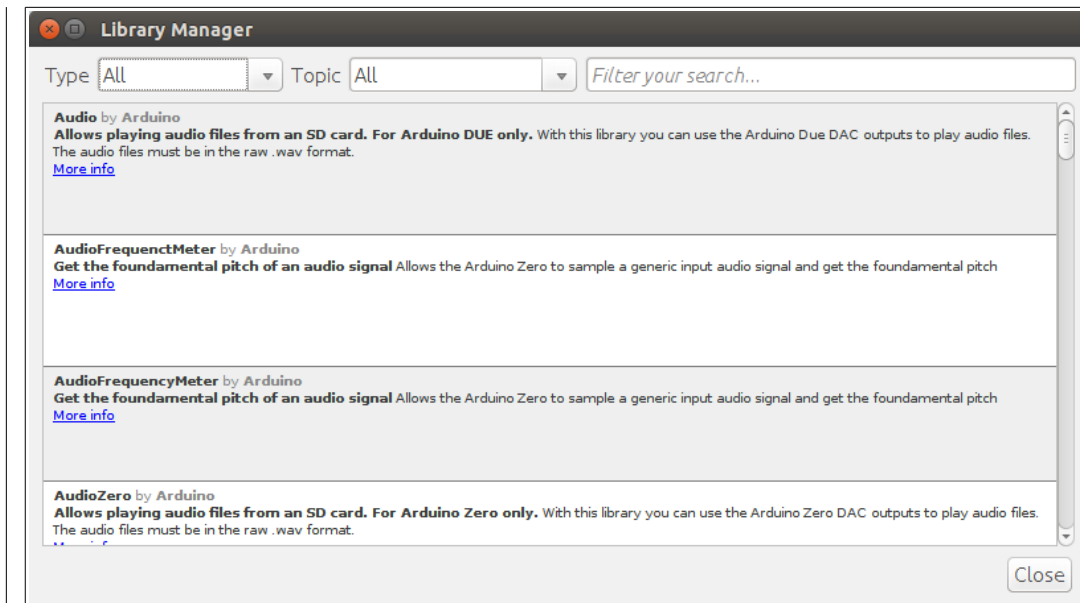 Library Manager
Type All Topic All Filter your search...
Audio by Arduino
Allows playing audio files from an SD card. For Arduino DUE only. With this library you can use the Arduino Due DAC outputs to play audio files.
The audio files must be in the raw .wav format.
More info
AudioFrequenctMeter by Arduino
Get the foundamental pitch of an audio signal Allows the Arduino Zero to sample a generic input audio signal and get the foundamental pitch
More info
AudioFrequencyMeter by Arduino
Get the foundamental pitch of an audio signal Allows the Arduino Zero to sample a generic input audio signal and get the foundamental pitch
More info
AudioZero by Arduino
Allows playing audio files from an SD card. For Arduino Zero only. With this library you can use the Arduino Zero DAC outputs to play audio files.
The audio files must be in the raw .wav format.
Close